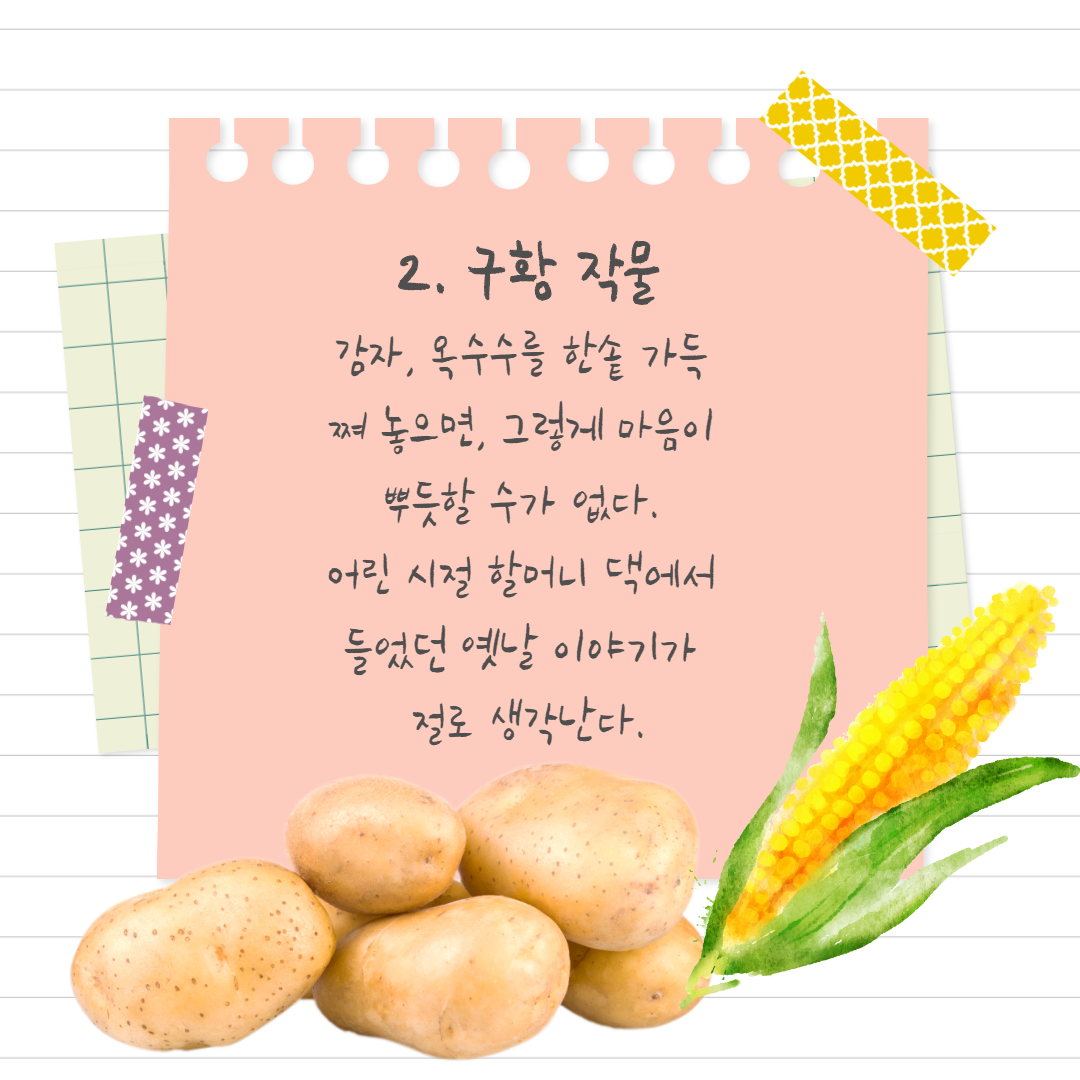 2. 구황 작물
감자, 옥수수를 한솥 가득
쪄 놓으면, 그렇게 마음이
뿌듯할 수가 없다.
어린 시절 할머니 댁에서
들었던 옛날 이야기가
절로 생각난다.